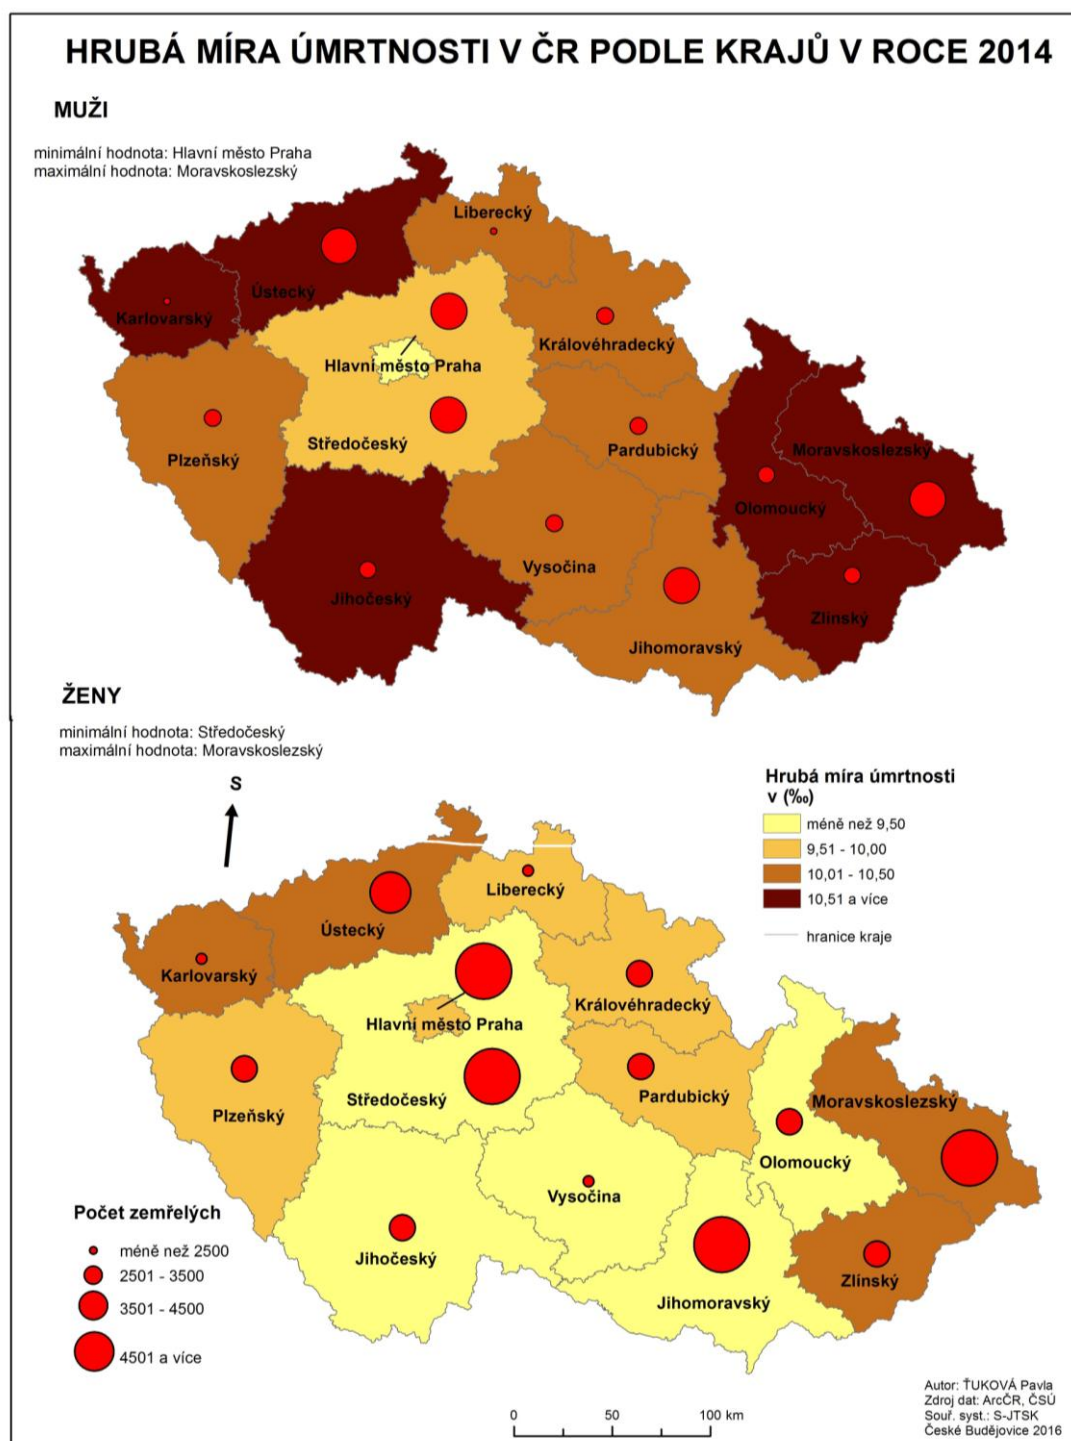 HRUBÁ MÍRA ÚMRTNOSTI V ČR PODLE KRAJŮ V ROCE 2014
MUŽI
minimální hodnota: Hlavní město Praha
maximální hodnota: Moravskoslezský
Liberecký
Ústecký
Karlovarský
Královéhradecký
Hlavní město Praha
Středočeský
Plzeňský
Pardubický
Moravskoslezský
Olomoucký
Vysočina
Jihočeský
Zlínský
Jihomoravský
ŽENY
minimální hodnota: Středočeský
maximální hodnota: Moravskoslezský
S
Hrubá míra úmrtnosti
v (‰)
méně než 9,50
9,51 - 10,00
10,01 - 10,50
10,51 a více
hranice kraje
Liberecký
Ústecký
Karlovarský
Královéhradecký
Hlavní město Praha
Středočeský
Plzeňský
Pardubický
Moravskoslezský
Olomoucký
Vysočina
Jihočeský
Zlínský
Jihomoravský
Počet zemřelých
méně než 2500
2501 - 3500
3501 - 4500
4501 a více
0 50 100 km
Autor: ŤUKOVÁ Pavla
Zdroj dat: ArcČR, ČSÚ
Souř. syst.: S-JTSK
České Budějovice 2016